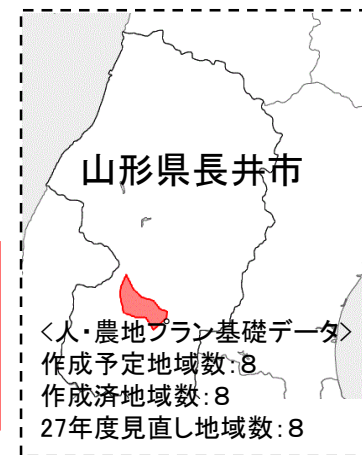 山形県長井市
<人・農地プラン基礎データ>
作成予定地域数:8
作成済地域数:8
27年度見直し地域数:8